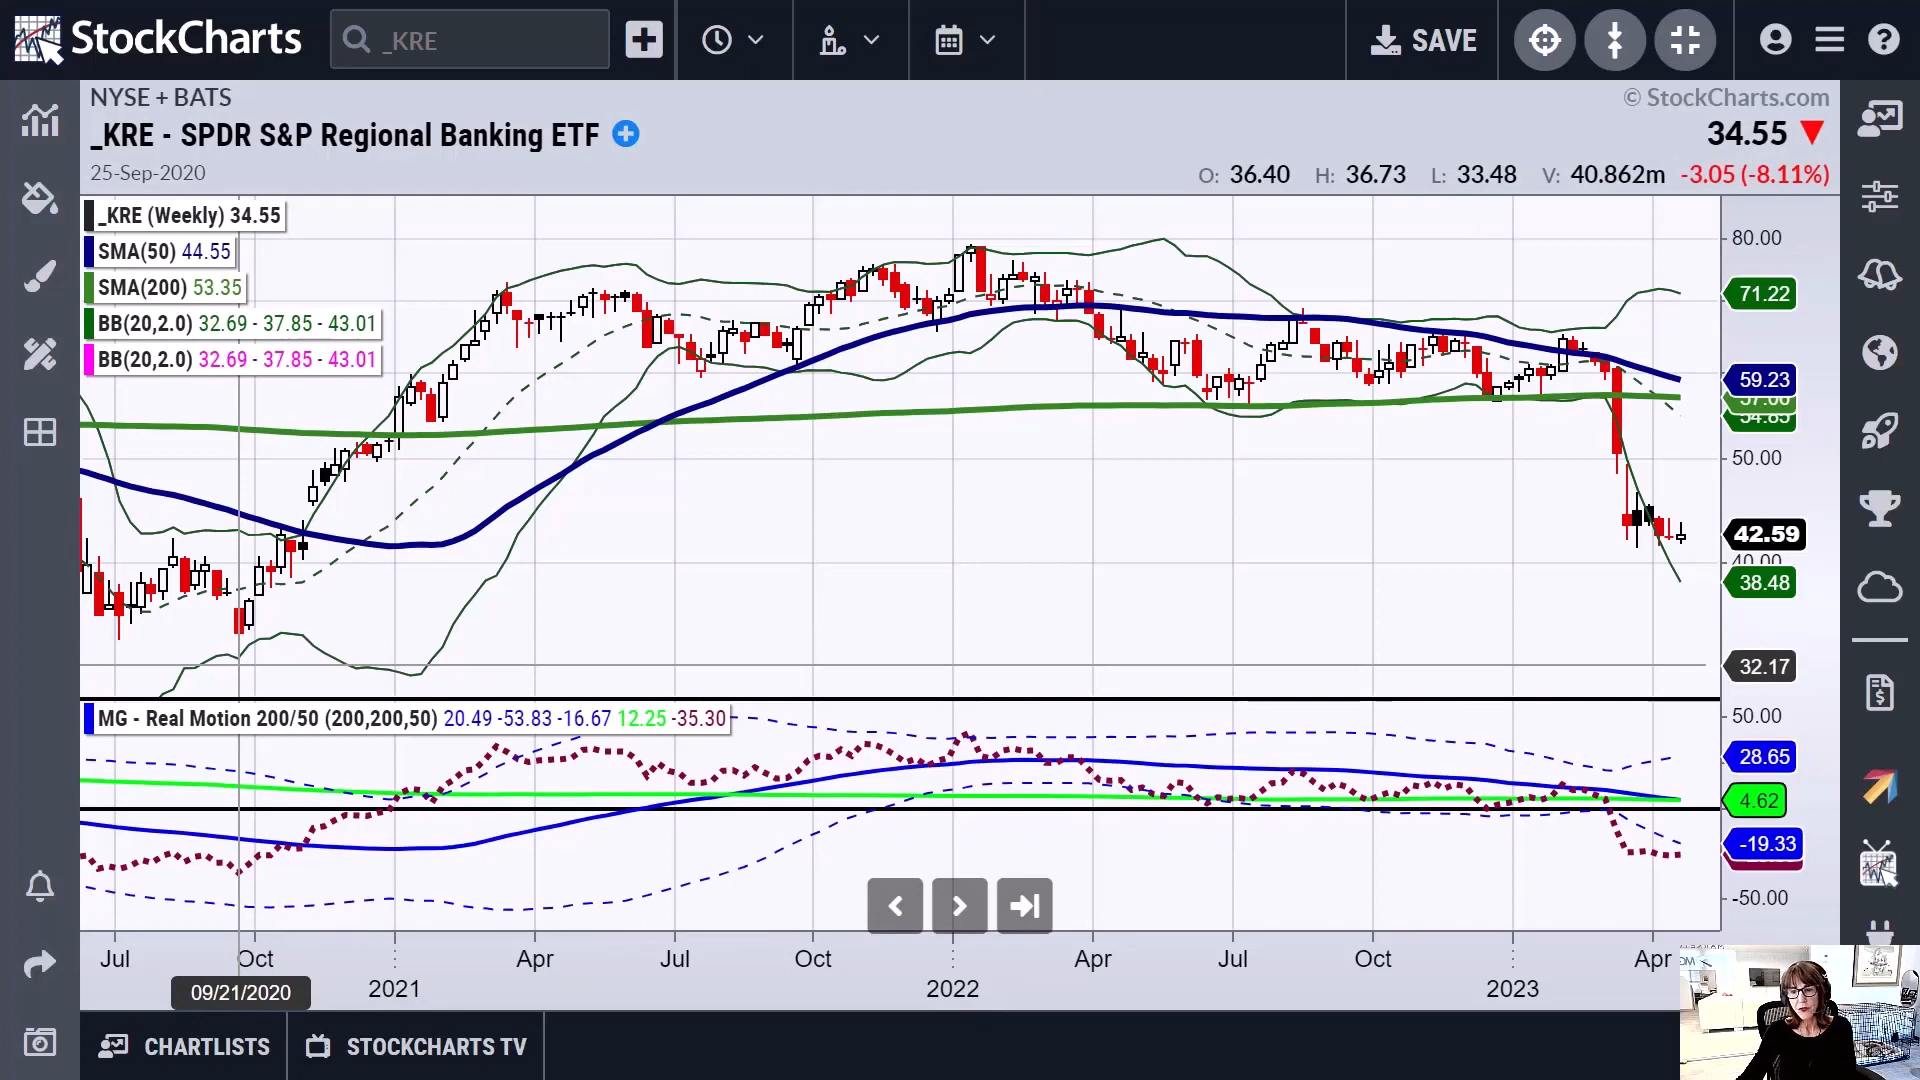 StockCharts
_KRE
SAVE
NYSE + BATS
© StockCharts.com
_KRE - SPDR S&P Regional Banking ETF
34.55
25-Sep-2020
O: 36.40 H: 36.73 L: 33.48 V: 40.862m -3.05 (-8.11%)
_KRE (Weekly) 34.55
SMA(50) 44.55
SMA(200) 53.35
BB(20,2.0) 32.69 - 37.85 - 43.01
BB(20,2.0) 32.69 - 37.85 - 43.01
80.00
71.22
59.23
57.06
54.85
50.00
42.59
40.00
38.48
32.17
MG - Real Motion 200/50 (200,200,50) 20.49 -53.83 -16.67 12.25 -35.30
50.00
28.65
4.62
-19.33
-50.00
Jul Oct Apr Jul Oct Apr Jul Oct Apr
09/21/2020 2021 2022 2023
CHARTLISTS STOCKCHARTS TV